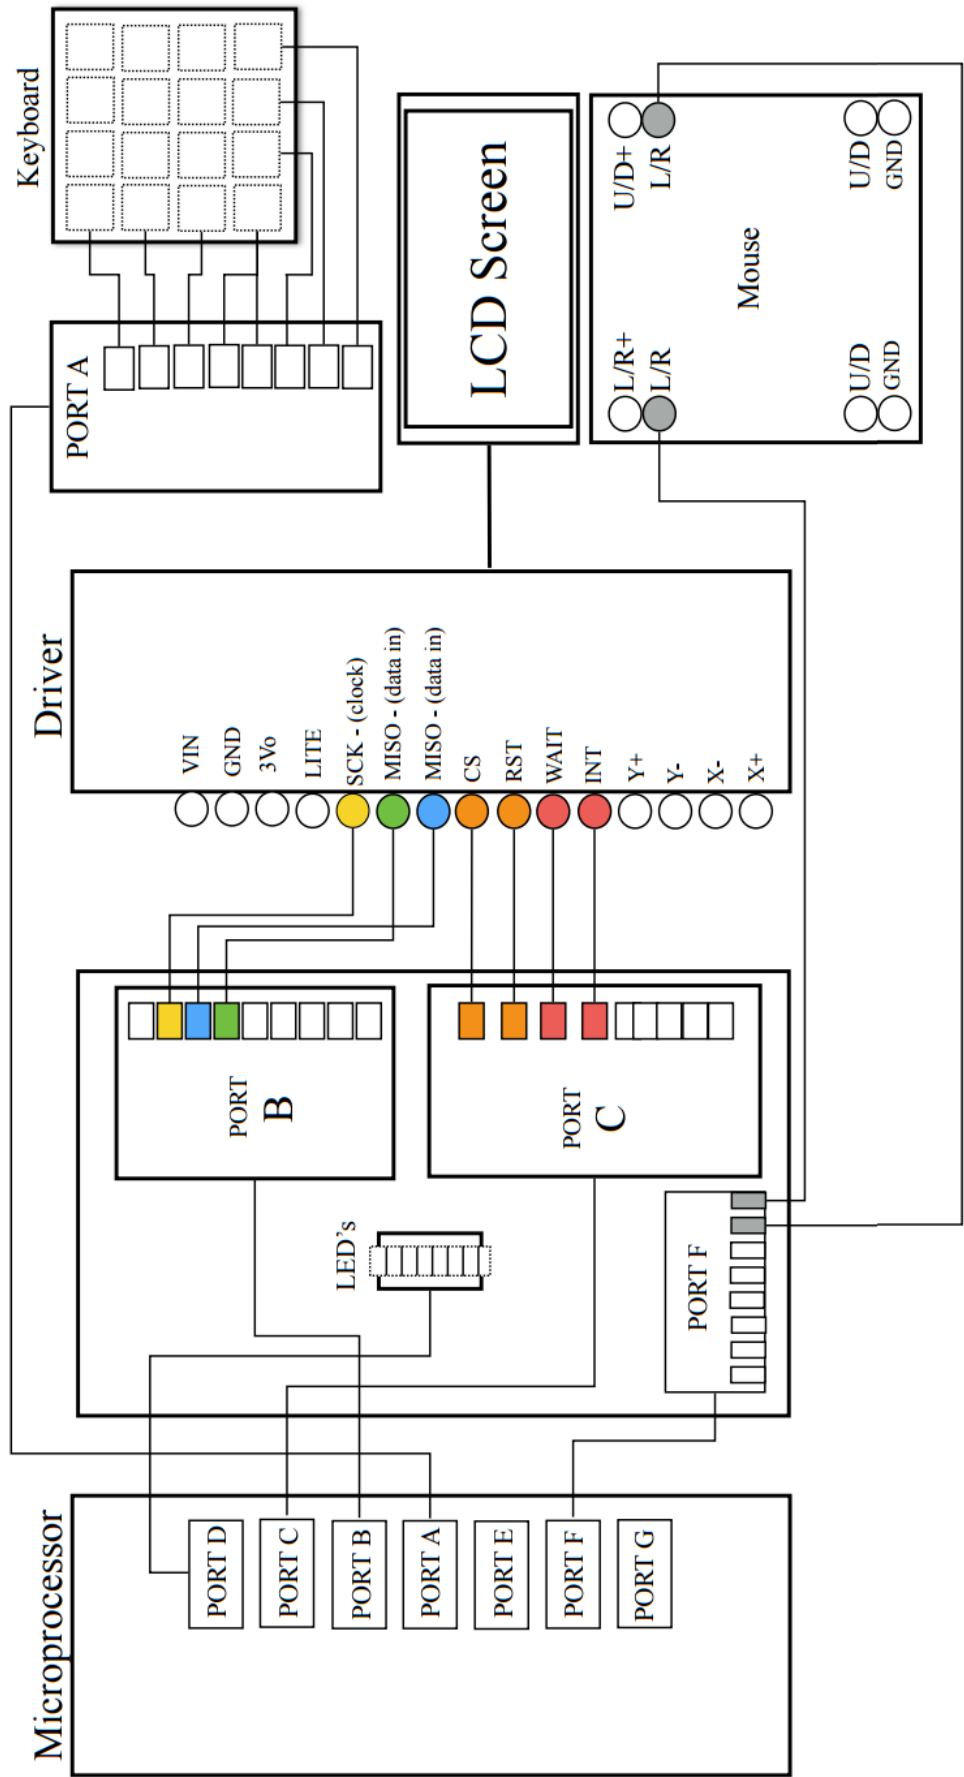 Microprocessor
PORT D
PORT C
PORT B
PORT A
PORT E
PORT F
PORT G
LED's
PORT
B
PORT
C
PORT F
Driver
VIN
GND
3Vo
LITE
SCK - (clock)
MISO - (data in)
MISO - (data in)
CS
RST
WAIT
INT
Y+
Y-
X-
X+
PORT A
Keyboard
LCD Screen
Mouse
L/R+
L/R
U/D
GND
U/D+
L/R
U/D
GND